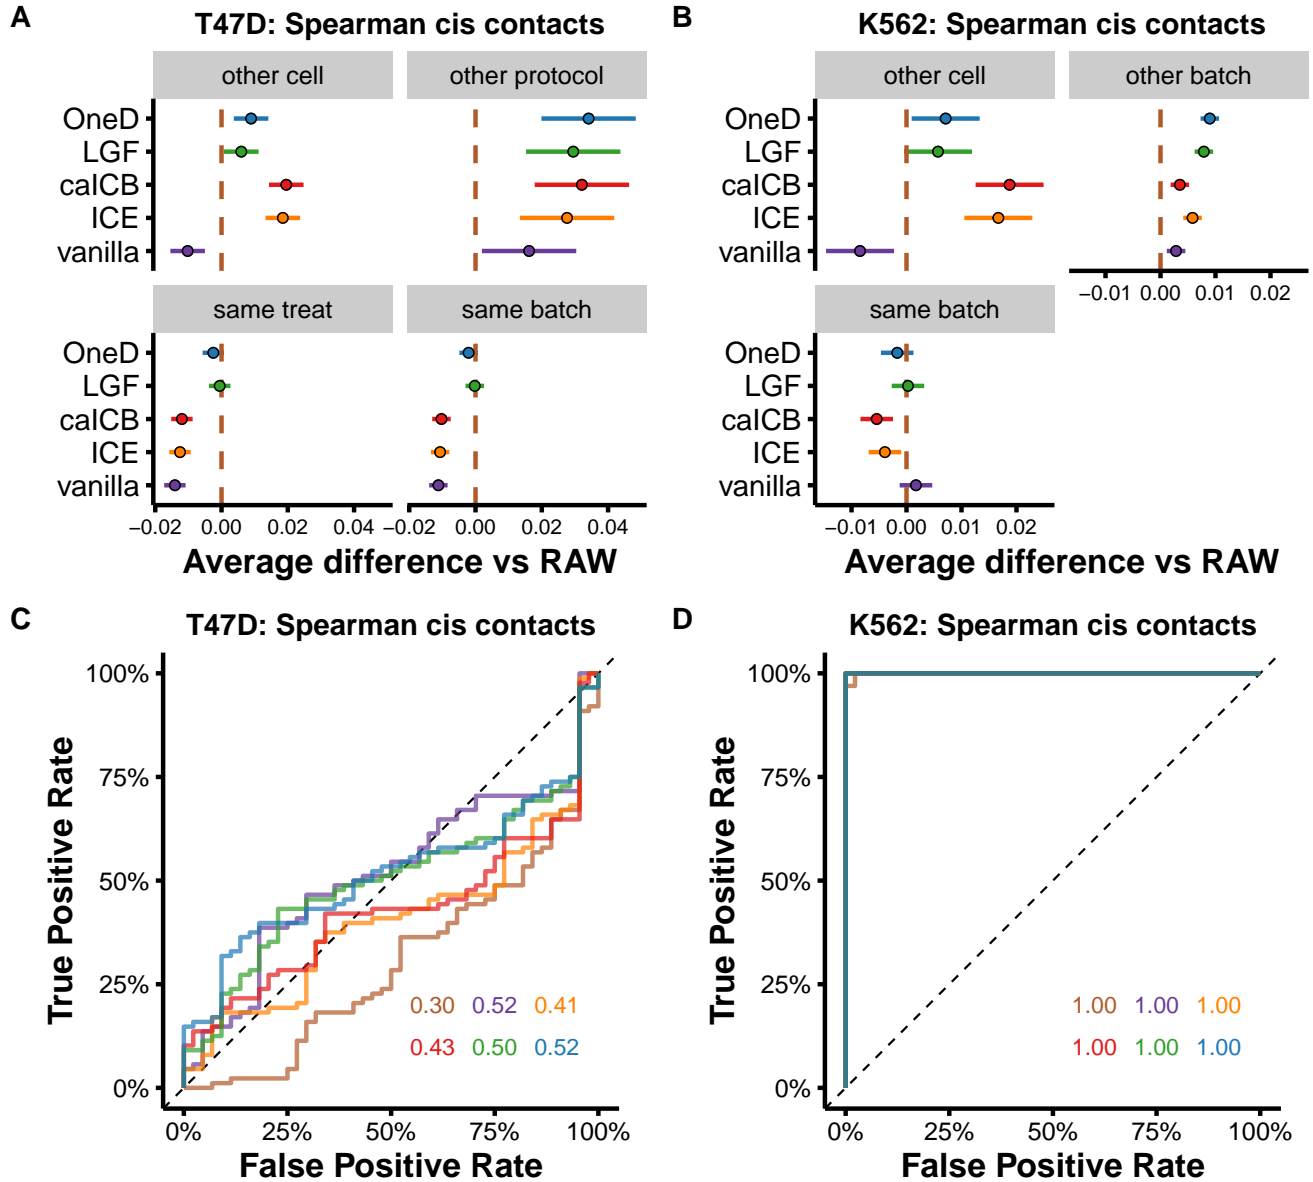 A
T47D: Spearman cis contacts
other cell
other protocol
OneD
LGF
caICB
ICE
vanilla
same treat
same batch
OneD
LGF
caICB
ICE
vanilla
−0.02 0.00 0.02 0.04
−0.02 0.00 0.02 0.04
Average difference vs RAW
B
K562: Spearman cis contacts
other cell
other batch
OneD
LGF
caICB
ICE
vanilla
−0.01 0.00 0.01 0.02
same batch
OneD
LGF
caICB
ICE
vanilla
−0.01 0.00 0.01 0.02
Average difference vs RAW
C
T47D: Spearman cis contacts
True Positive Rate
100%
75%
50%
25%
0%
0.30 0.52 0.41
0.43 0.50 0.52
0% 25% 50% 75% 100%
False Positive Rate
D
K562: Spearman cis contacts
True Positive Rate
100%
75%
50%
25%
0%
1.00 1.00 1.00
1.00 1.00 1.00
0% 25% 50% 75% 100%
False Positive Rate